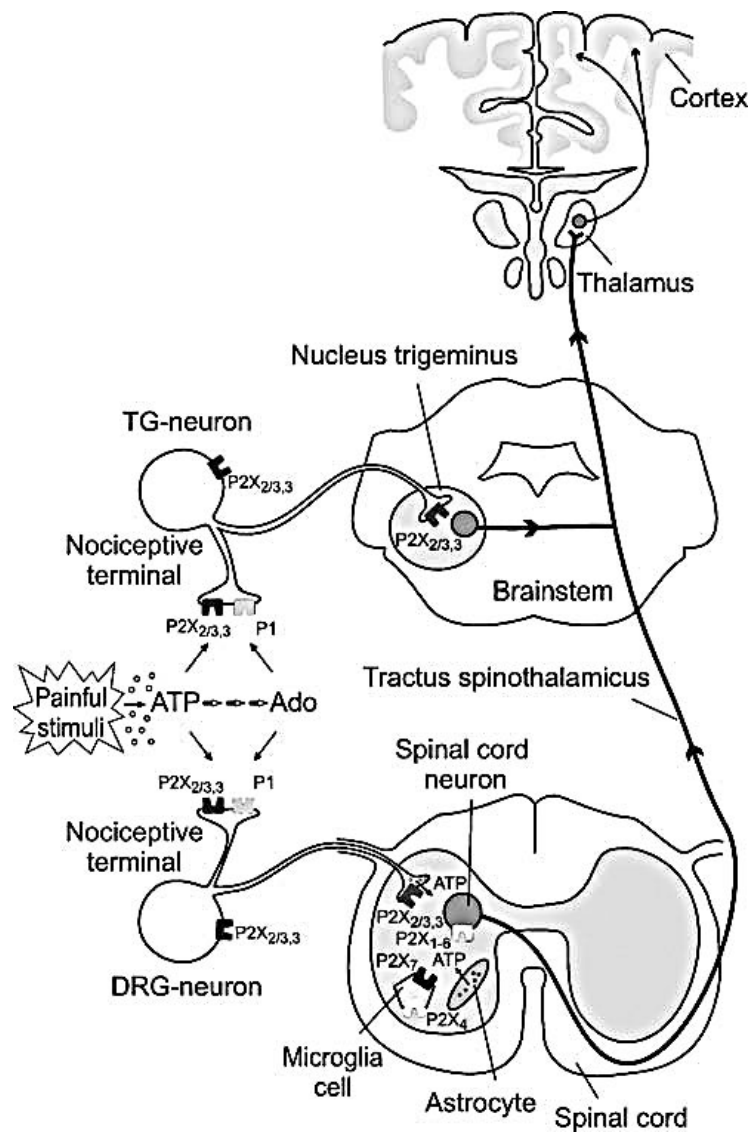 Cortex
Thalamus
Nucleus trigeminus
TG-neuron
P2X2/3,3
Nociceptive
terminal
P2X2/3,3
P2X2/3,3 P1
Brainstem
Painful
stimuli
ATP
Ado
Tractus spinothalamicus
Spinal cord
neuron
P2X2/3,3 P1
Nociceptive
terminal
ATP
P2X2/3,3
P2X1-6
P2X2/3,3
P2X7
ATP
DRG-neuron
P2X4
Microglia
cell
Astrocyte
Spinal cord